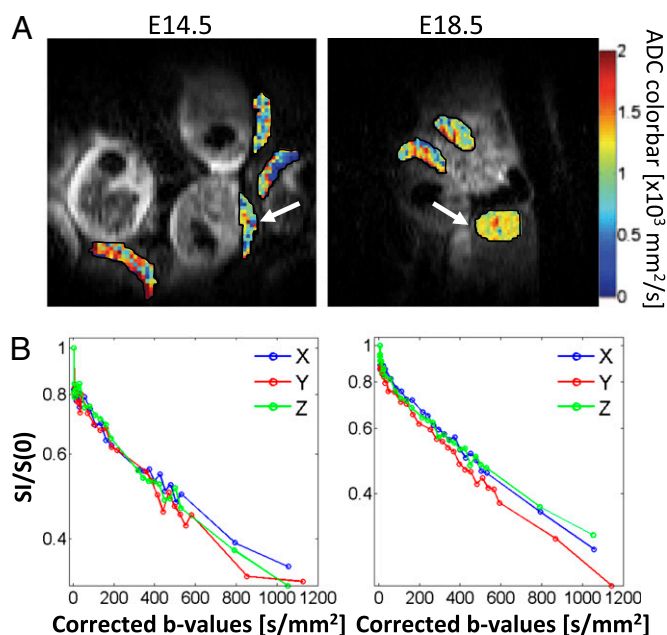 A
E14.5
E18.5
2
1.5
1
0.5
0
ADC colorbar [x10³ mm²/s]
B
SI/s(0)
1
0.8
0.6
0.4
X
Y
Z
0 200 400 600 800 1000 1200
Corrected b-values [s/mm²]
1
0.8
0.6
0.4
X
Y
Z
0 200 400 600 800 1000 1200
Corrected b-values [s/mm²]